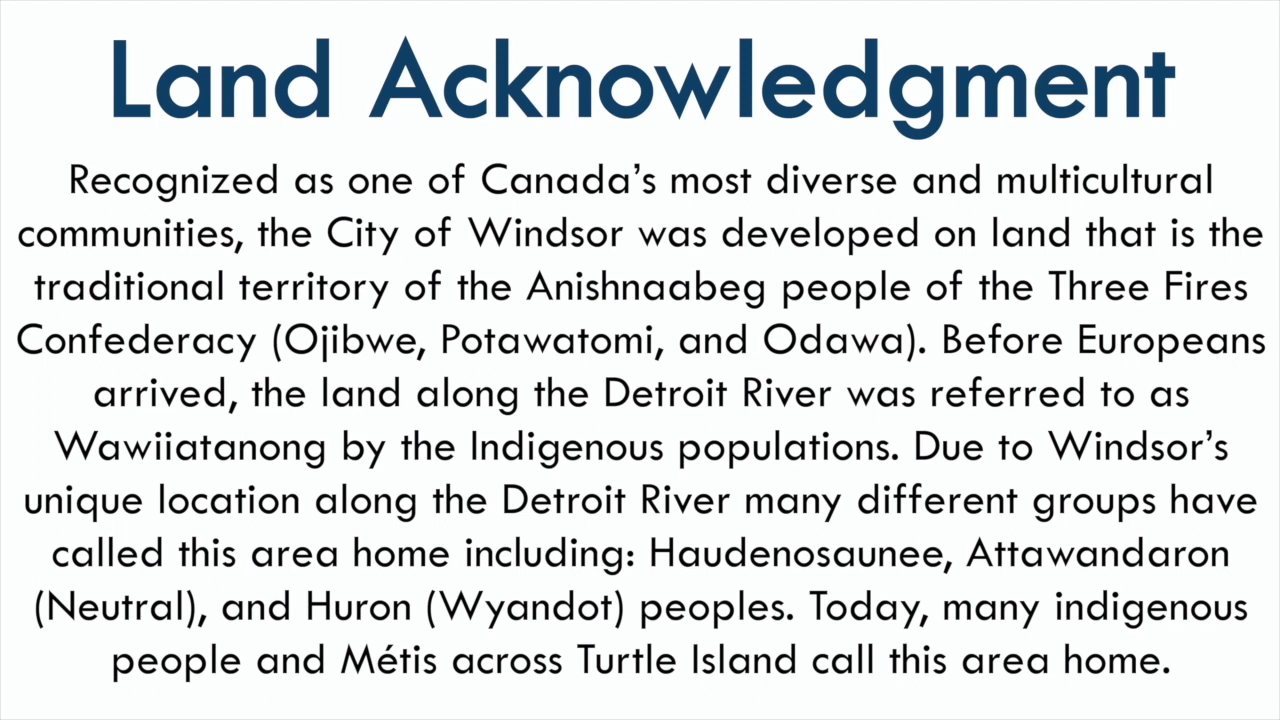 Land Acknowledgment
Recognized as one of Canada’s most diverse and multicultural
communities, the City of Windsor was developed on land that is the
traditional territory of the Anishnaabeg people of the Three Fires
Confederacy (Ojibwe, Potawatomi, and Odawa). Before Europeans
arrived, the land along the Detroit River was referred to as
Wawiiatanong by the Indigenous populations. Due to Windsor’s
unique location along the Detroit River many different groups have
called this area home including: Haudenosaunee, Attawandaron
(Neutral), and Huron (Wyandot) peoples. Today, many indigenous
people and Métis across Turtle Island call this area home.